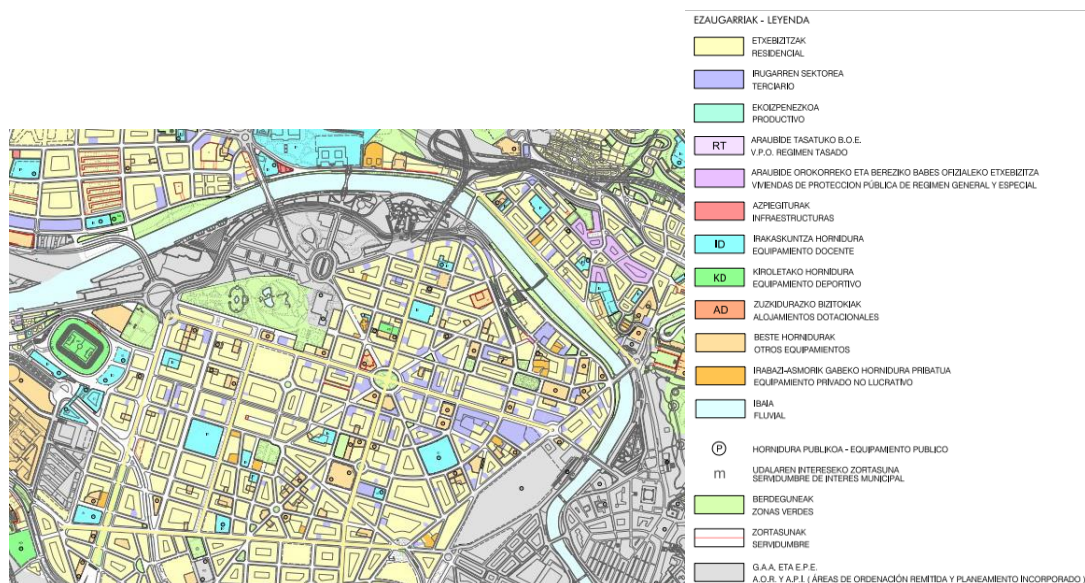 EZAUGARRIAK - LEYENDA
ETXEBIZITZAK
RESIDENCIAL
IRUGARREN SEKTOREA
TERCIARIO
EKOIZPENEZKOA
PRODUCTIVO
RT
ARAUBIDE TASATUKO B.O.E.
V.P.O. REGIMEN TASADO
ARAUBIDE OROKORREKO ETA BEREZIKO BABES OFIZIALEKO ETXEBIZITZA
VIVIENDAS DE PROTECCION PÚBLICA DE REGIMEN GENERAL Y ESPECIAL
AZPIEGITURAK
INFRAESTRUCTURAS
ID
IRAKASKUNTZA HORNIDURA
EQUIPAMIENTO DOCENTE
KD
KIROLETAKO HORNIDURA
EQUIPAMIENTO DEPORTIVO
AD
ZUZKIDURAZKO BIZITOKIAK
ALOJAMIENTOS DOTACIONALES
BESTE HORNIDURAK
OTROS EQUIPAMIENTOS
IRABAZI-ASMORIK GABEKO HORNIDURA PRIBATUA
EQUIPAMIENTO PRIVADO NO LUCRATIVO
IBAIA
FLUVIAL
P
HORNIDURA PUBLIKOA - EQUIPAMIENTO PUBLICO
m
UDALAREN INTERESEKO ZORTASUNA
SERVIDUMBRE DE INTERES MUNICIPAL
BERDEGUNEAK
ZONAS VERDES
ZORTASUNAK
SERVIDUMBRE
G.A.A. ETA E.P.E.
A.O.R. Y A.P.I. ( ÁREAS DE ORDENACIÓN REMITIDA Y PLANEAMIENTO INCORPORADO )